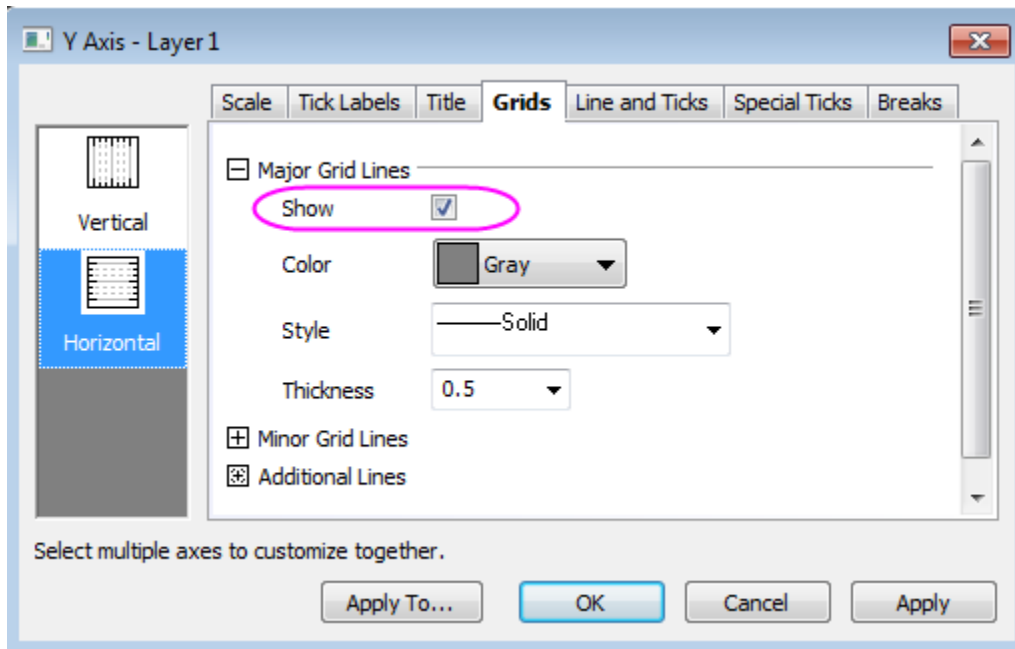 Y Axis - Layer 1
Scale Tick Labels Title Grids Line and Ticks Special Ticks Breaks
Vertical
Horizontal
Major Grid Lines
Show
Color Gray
Style Solid
Thickness 0.5
Minor Grid Lines
Additional Lines
Select multiple axes to customize together.
Apply To... OK Cancel Apply